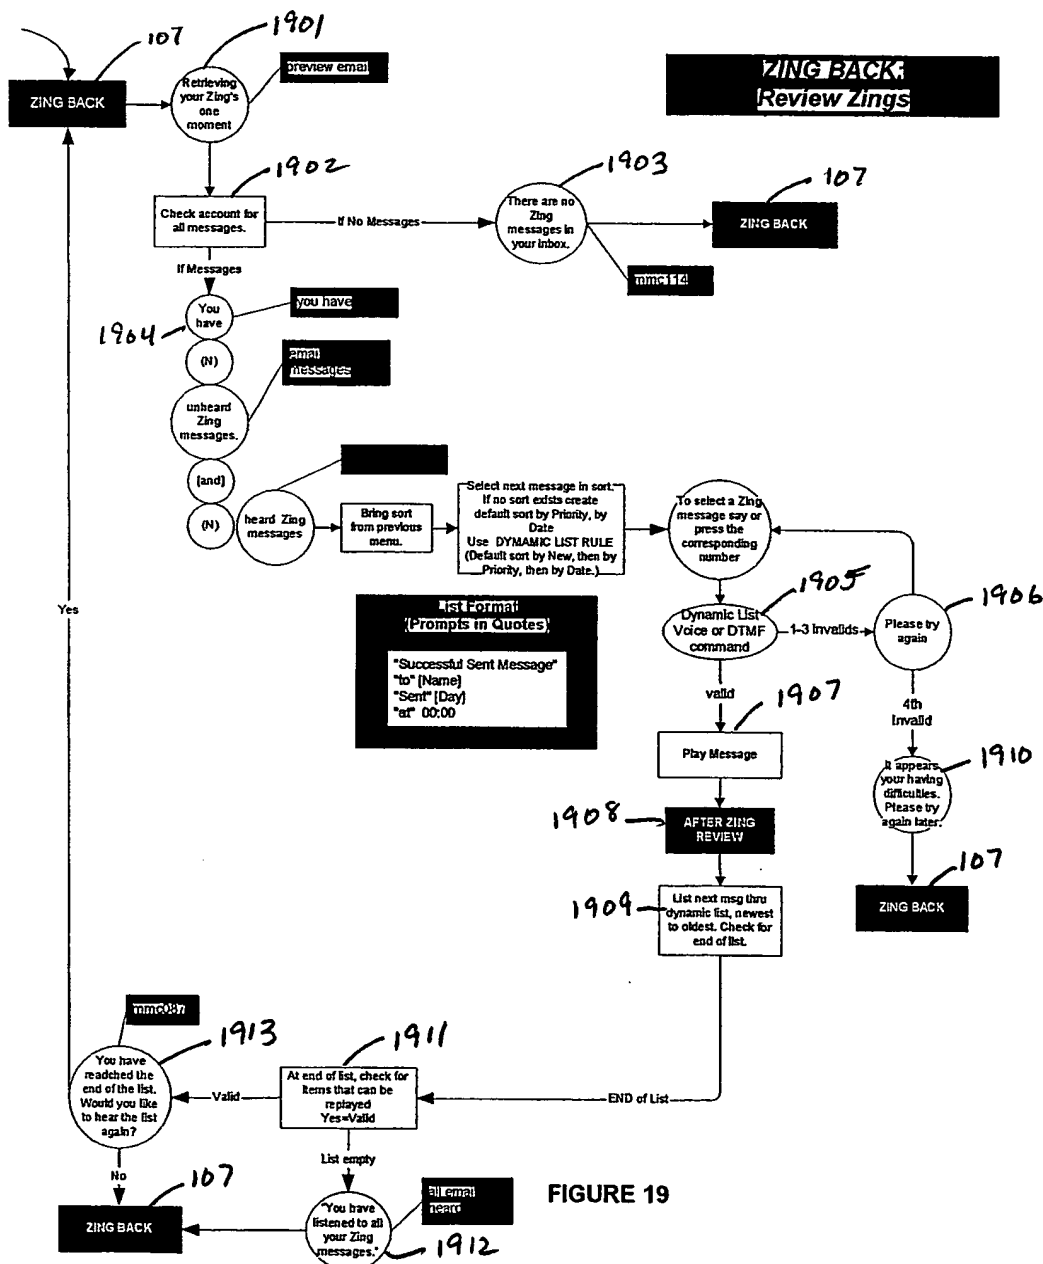 1901
107
preview email
ZING BACK:
Review Zings
ZING BACK
Retrieving
your Zing's
one
moment
1902
1903
107
Check account for
all messages.
If No Messages
There are no
Zing
messages in
your inbox.
ZING BACK
mmc114
If Messages
1904
You
have
you have
(N)
email
messages
unheard
Zing
messages.
(and)
(N)
heard Zing
messages
Bring sort
from previous
menu.
Select next message in sort.
If no sort exists create
default sort by Priority, by
Date
Use DYMAMIC LIST RULE
(Default sort by New, then by
Priority, then by Date.)
To select a Zing
message say or
press the
corresponding
number
1905
1906
Yes
List Format
(Prompts in Quotes)
"Successful Sent Message"
"to" [Name]
"Sent" [Day]
"at" 00:00
Dynamic List
Voice or DTMF
command
1-3 Invalids
Please try
again
valid
1907
4th
Invalid
Play Message
1910
It appears
your having
difficulties.
Please try
again later.
1908
AFTER ZING
REVIEW
107
1909
List next msg thru
dynamic list, newest
to oldest. Check for
end of list.
ZING BACK
mmc087
1913
1911
You have
readched the
end of the list.
Would you like
to hear the list
again?
Valid
At end of list, check for
items that can be
replayed
Yes=Valid
END of List
No
List empty
107
all email
heard
FIGURE 19
ZING BACK
"You have
listened to all
your Zing
messages."
1912